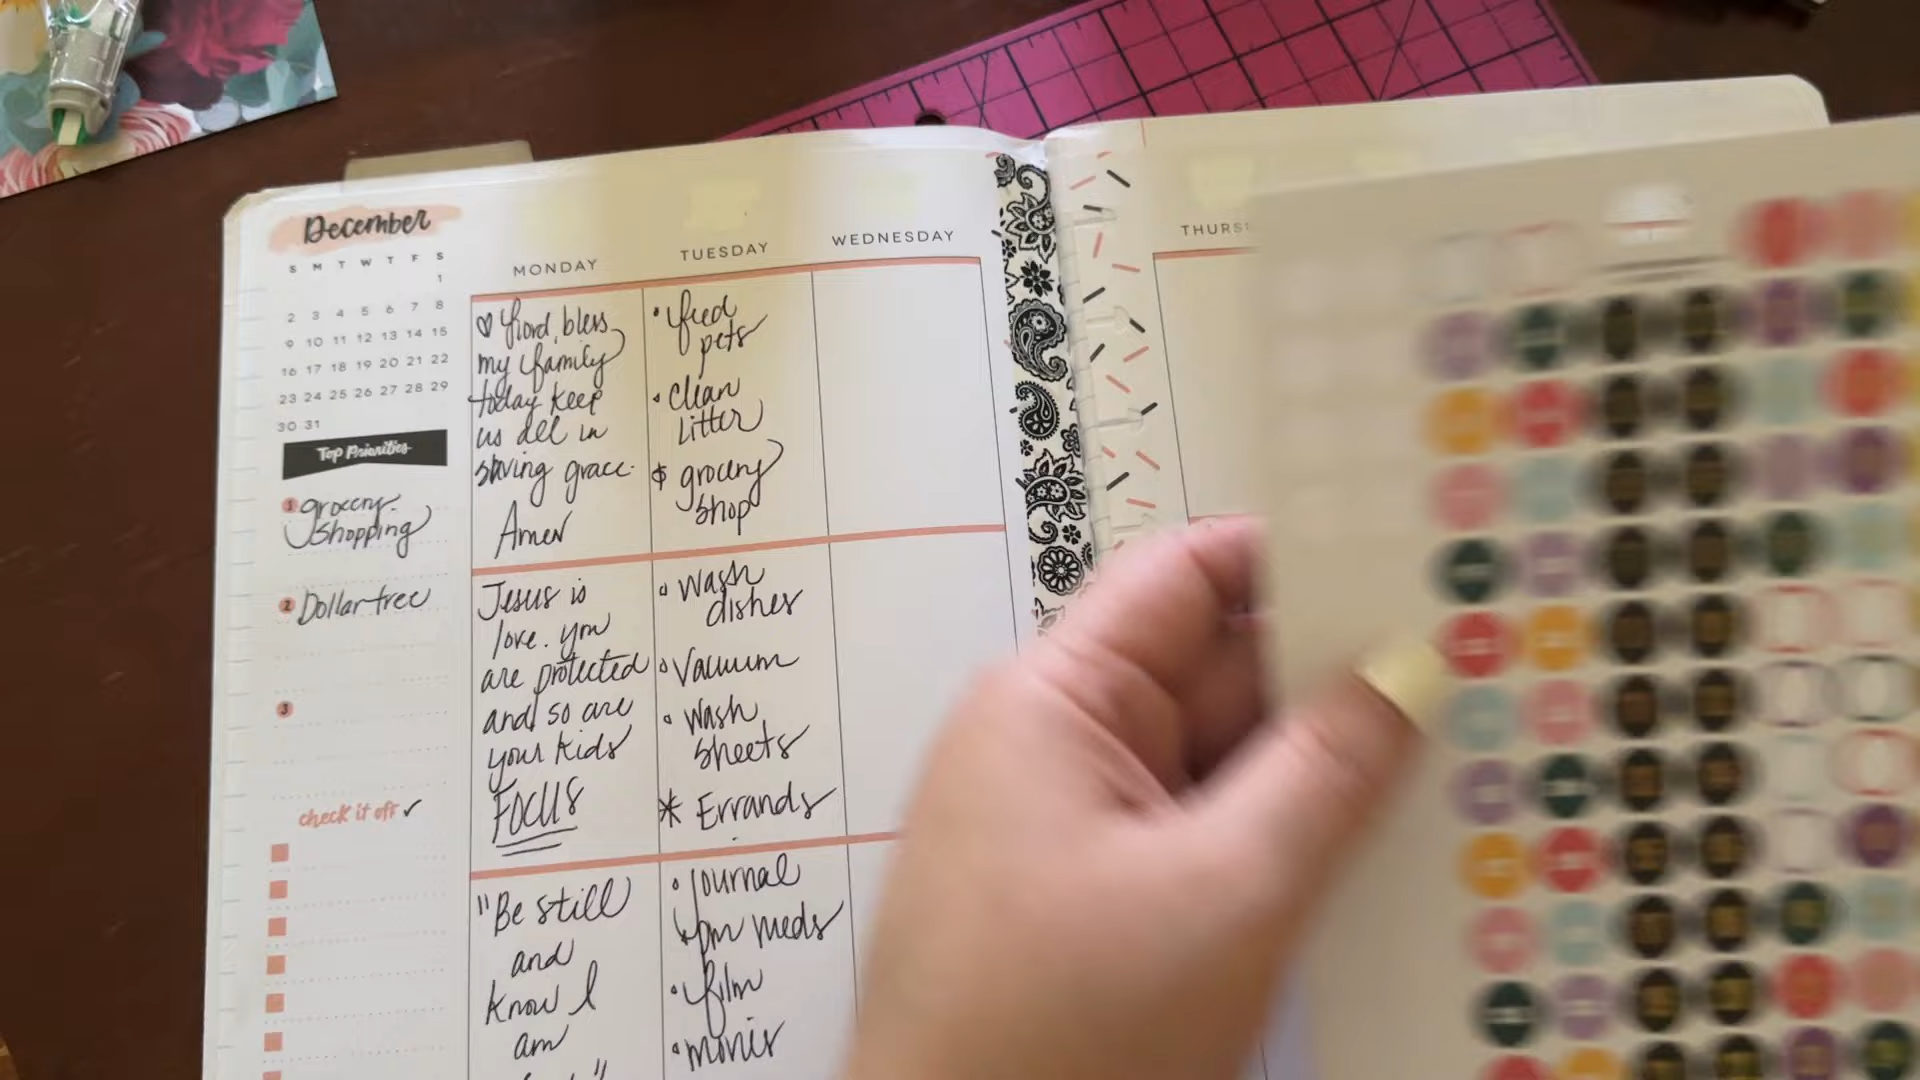 December
S M T W T F S
1
2 3 4 5 6 7 8
9 10 11 12 13 14 15
16 17 18 19 20 21 22
23 24 25 26 27 28 29
30 31
Top Priorities
1 grocery
shopping
2 Dollar tree
3
check it off ✓
MONDAY
♡ Lord, bless
my family
today keep
us all in
saving grace.
Amen
Jesus is
love. you
are protected
and so are
your kids
FOCUS
"Be still
and
know I
am
TUESDAY
• feed
pets
• clean
litter
$ grocery
shop
• Wash
dishes
• Vacuum
• Wash
sheets
* Errands
• Journal
pm meds
• film
WEDNESDAY
THURS